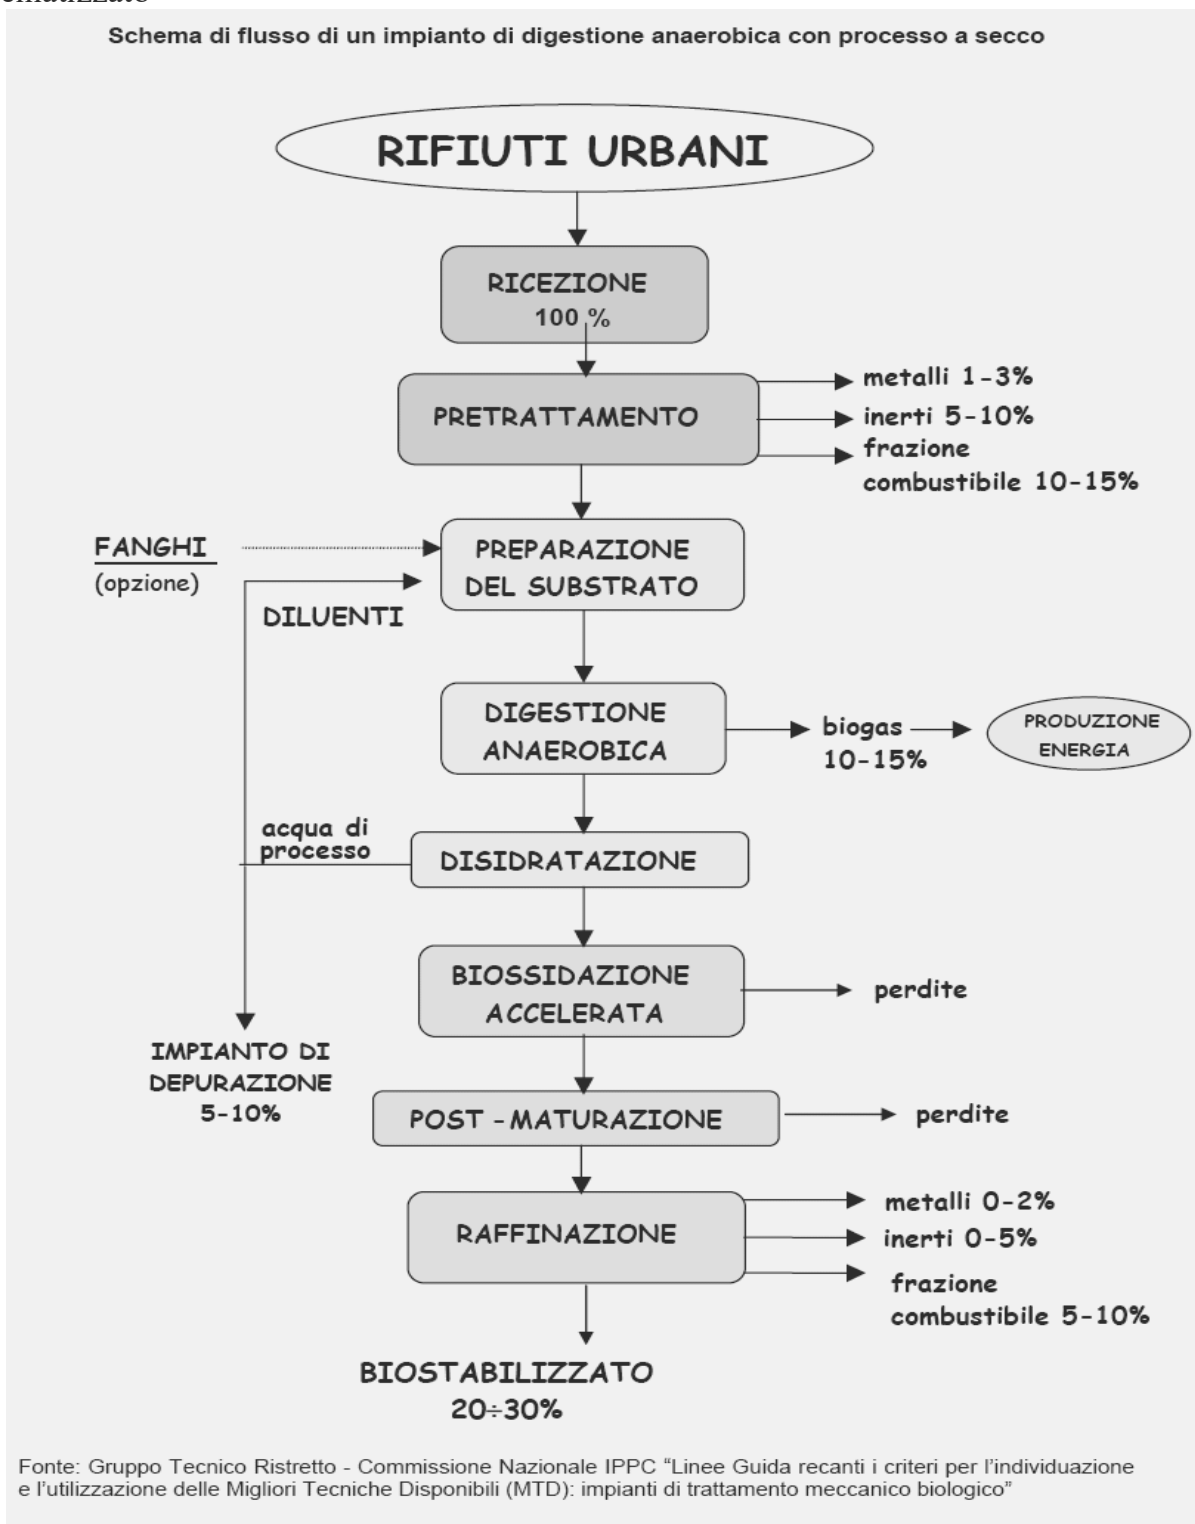 Schema di flusso di un impianto di digestione anaerobica con processo a secco
RIFIUTI URBANI
RICEZIONE
100 %
PRETRATTAMENTO
metalli 1-3%
inerti 5-10%
frazione
combustibile 10-15%
FANGHI
(opzione)
PREPARAZIONE
DEL SUBSTRATO
DILUENTI
DIGESTIONE
ANAEROBICA
biogas
10-15%
PRODUZIONE
ENERGIA
acqua di
processo
DISIDRATAZIONE
BIOSSIDAZIONE
ACCELERATA
perdite
IMPIANTO DI
DEPURAZIONE
5-10%
POST - MATURAZIONE
perdite
RAFFINAZIONE
metalli 0-2%
inerti 0-5%
frazione
combustibile 5-10%
BIOSTABILIZZATO
20÷30%
Fonte: Gruppo Tecnico Ristretto - Commissione Nazionale IPPC “Linee Guida recanti i criteri per l’individuazione
e l’utilizzazione delle Migliori Tecniche Disponibili (MTD): impianti di trattamento meccanico biologico”